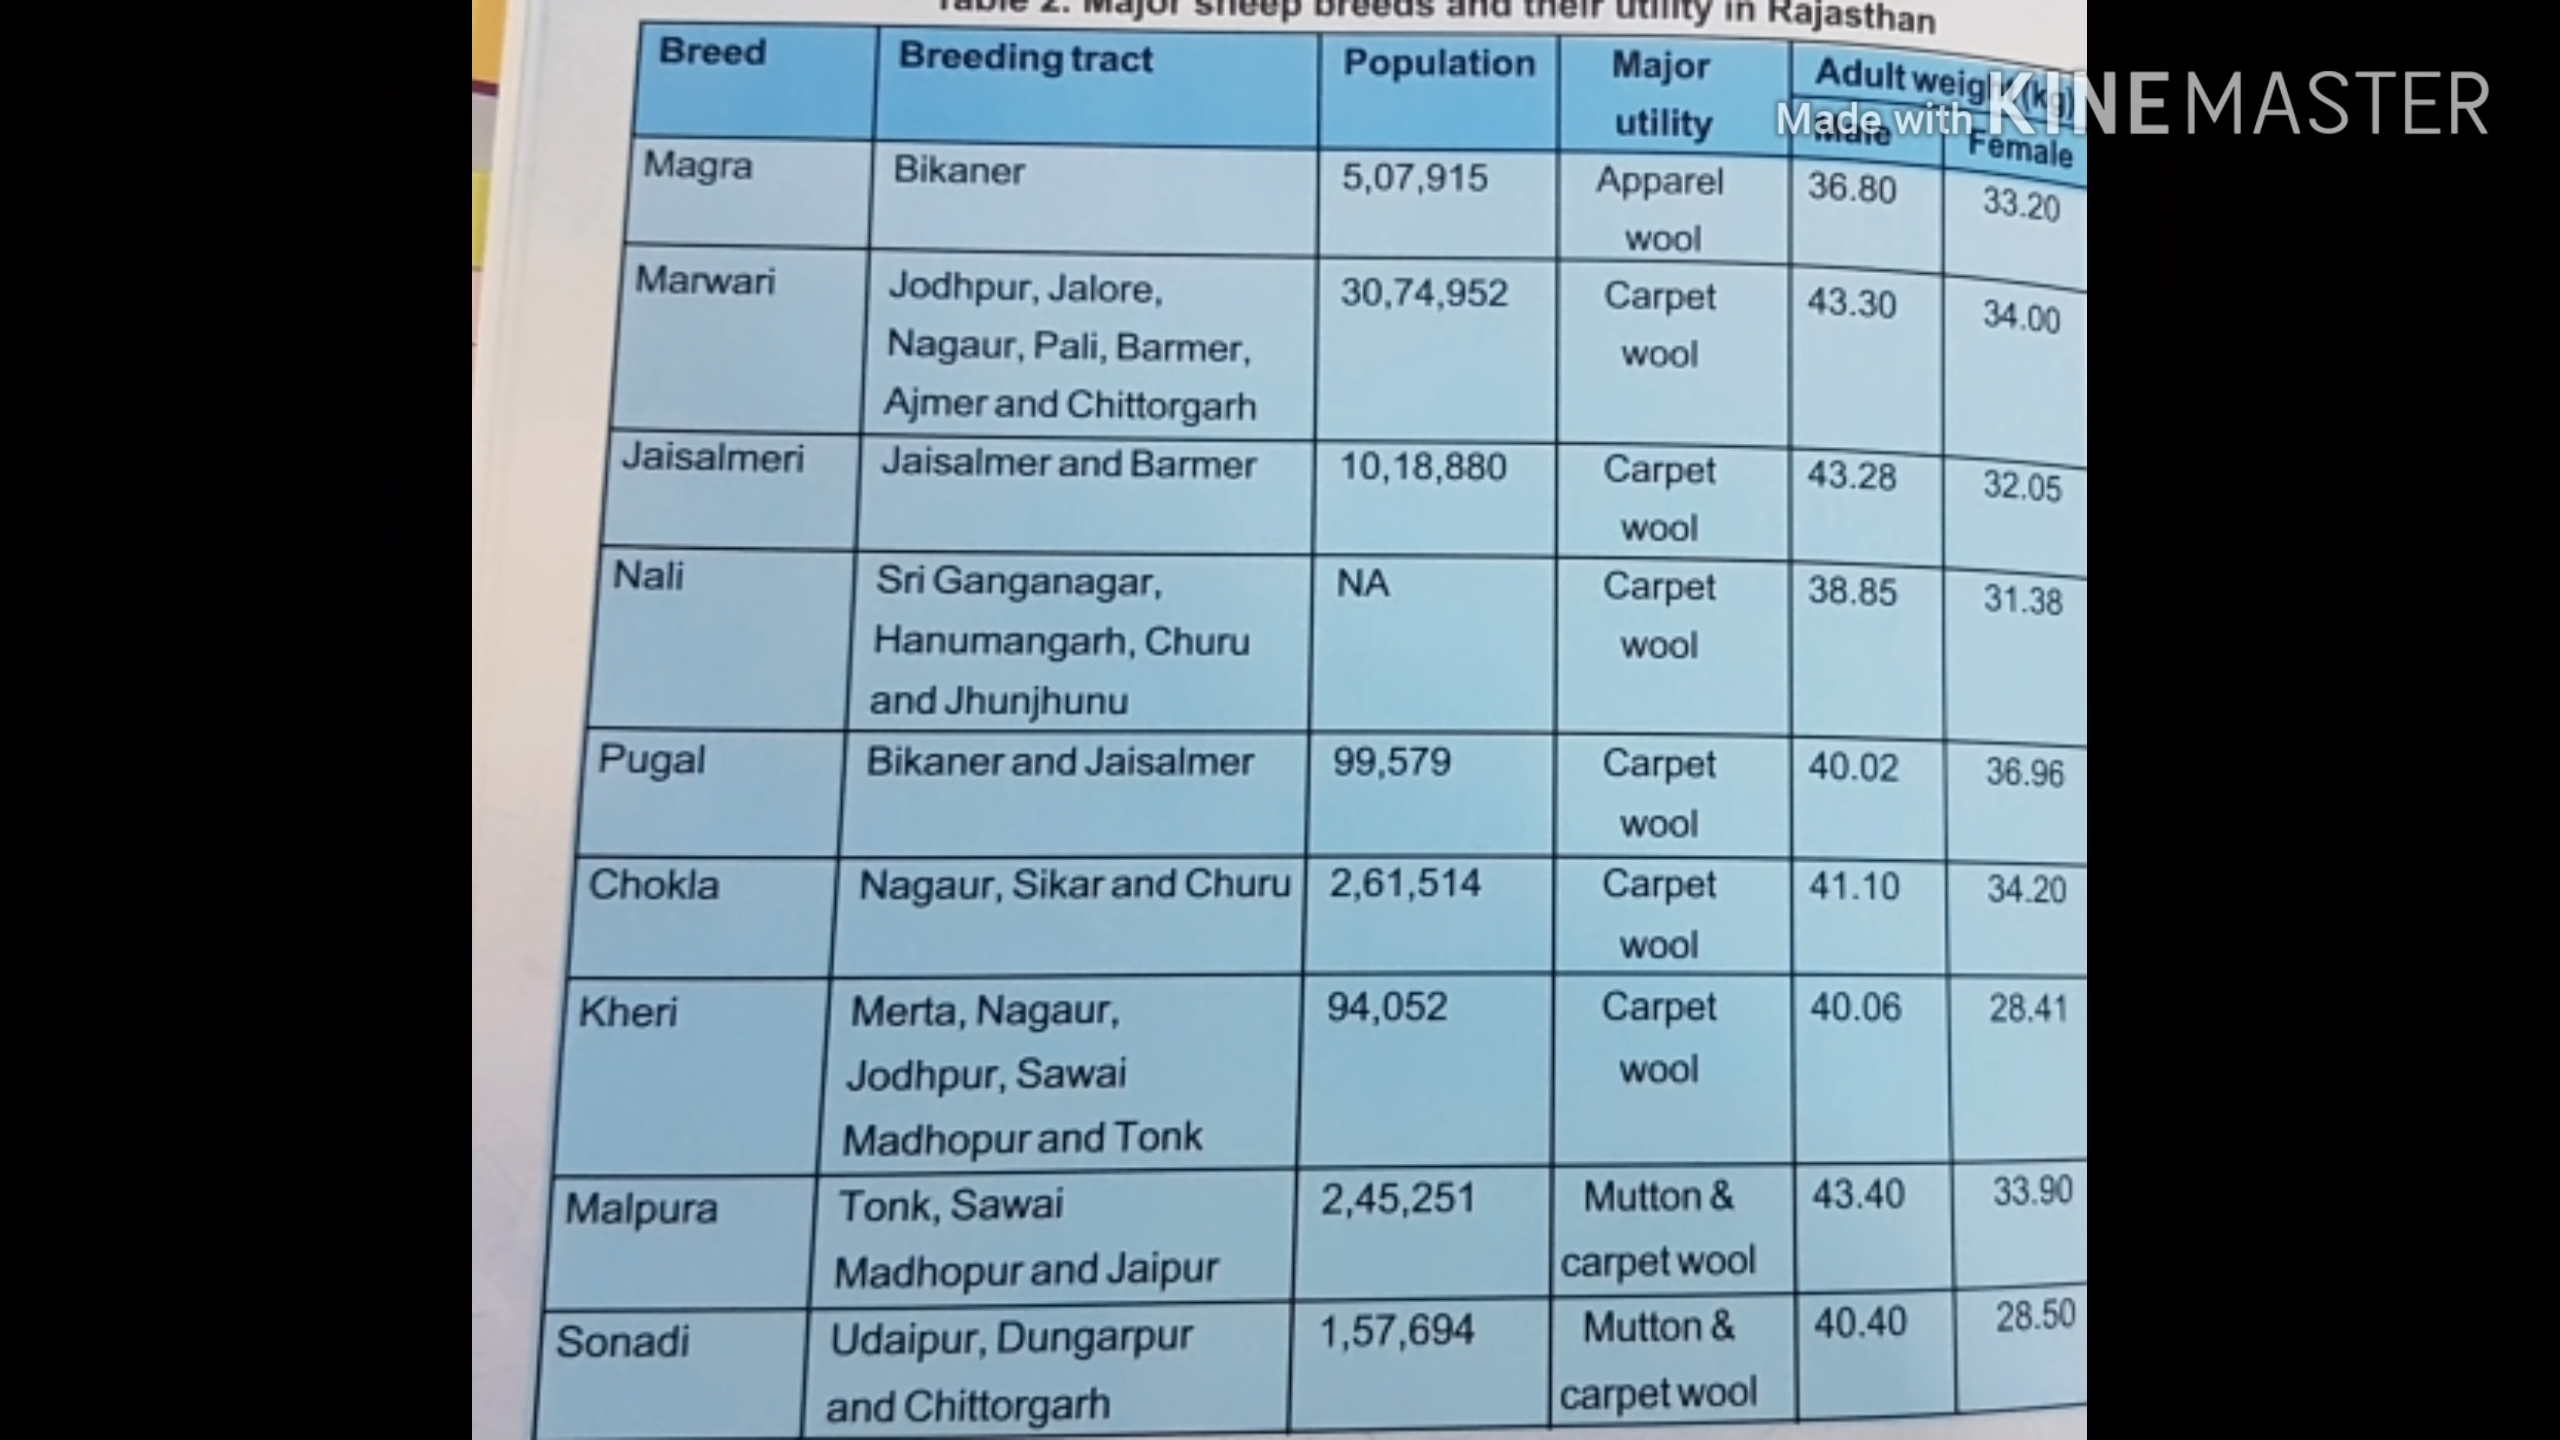 Table 2. Major sheep breeds and their utility in Rajasthan
Breed Breeding tract Population Major utility Adult weight (kg)
Male Female
Made with KINEMASTER
Magra Bikaner 5,07,915 Apparel 36.80 33.20
wool
Marwari Jodhpur, Jalore, 30,74,952 Carpet 43.30 34.00
Nagaur, Pali, Barmer, wool
Ajmer and Chittorgarh
Jaisalmeri Jaisalmer and Barmer 10,18,880 Carpet 43.28 32.05
wool
Nali Sri Ganganagar, NA Carpet 38.85 31.38
Hanumangarh, Churu wool
and Jhunjhunu
Pugal Bikaner and Jaisalmer 99,579 Carpet 40.02 36.96
wool
Chokla Nagaur, Sikar and Churu 2,61,514 Carpet 41.10 34.20
wool
Kheri Merta, Nagaur, 94,052 Carpet 40.06 28.41
Jodhpur, Sawai wool
Madhopur and Tonk
Malpura Tonk, Sawai 2,45,251 Mutton & 43.40 33.90
Madhopur and Jaipur carpet wool
Sonadi Udaipur, Dungarpur 1,57,694 Mutton & 40.40 28.50
and Chittorgarh carpet wool